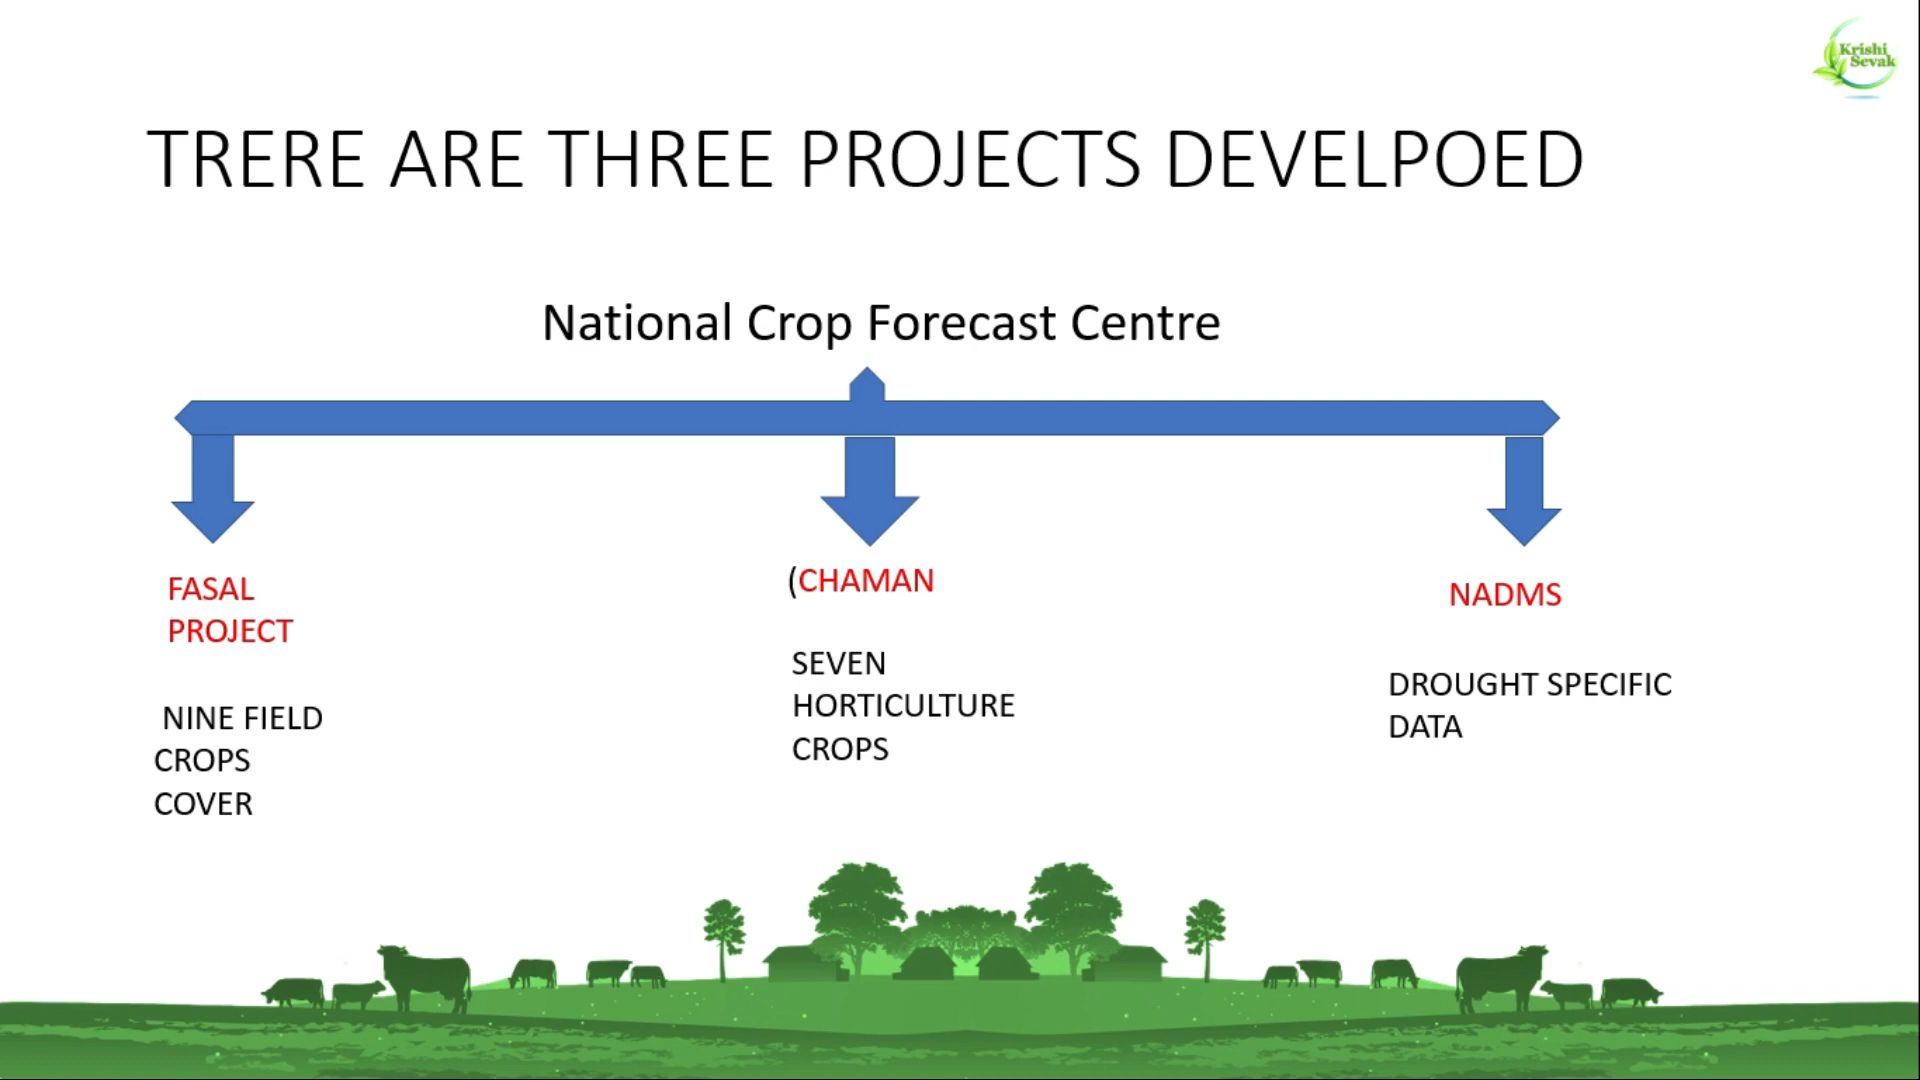 Krishi
Sevak
TRERE ARE THREE PROJECTS DEVELPOED
National Crop Forecast Centre
FASAL
PROJECT
NINE FIELD
CROPS
COVER
(CHAMAN
SEVEN
HORTICULTURE
CROPS
NADMS
DROUGHT SPECIFIC
DATA